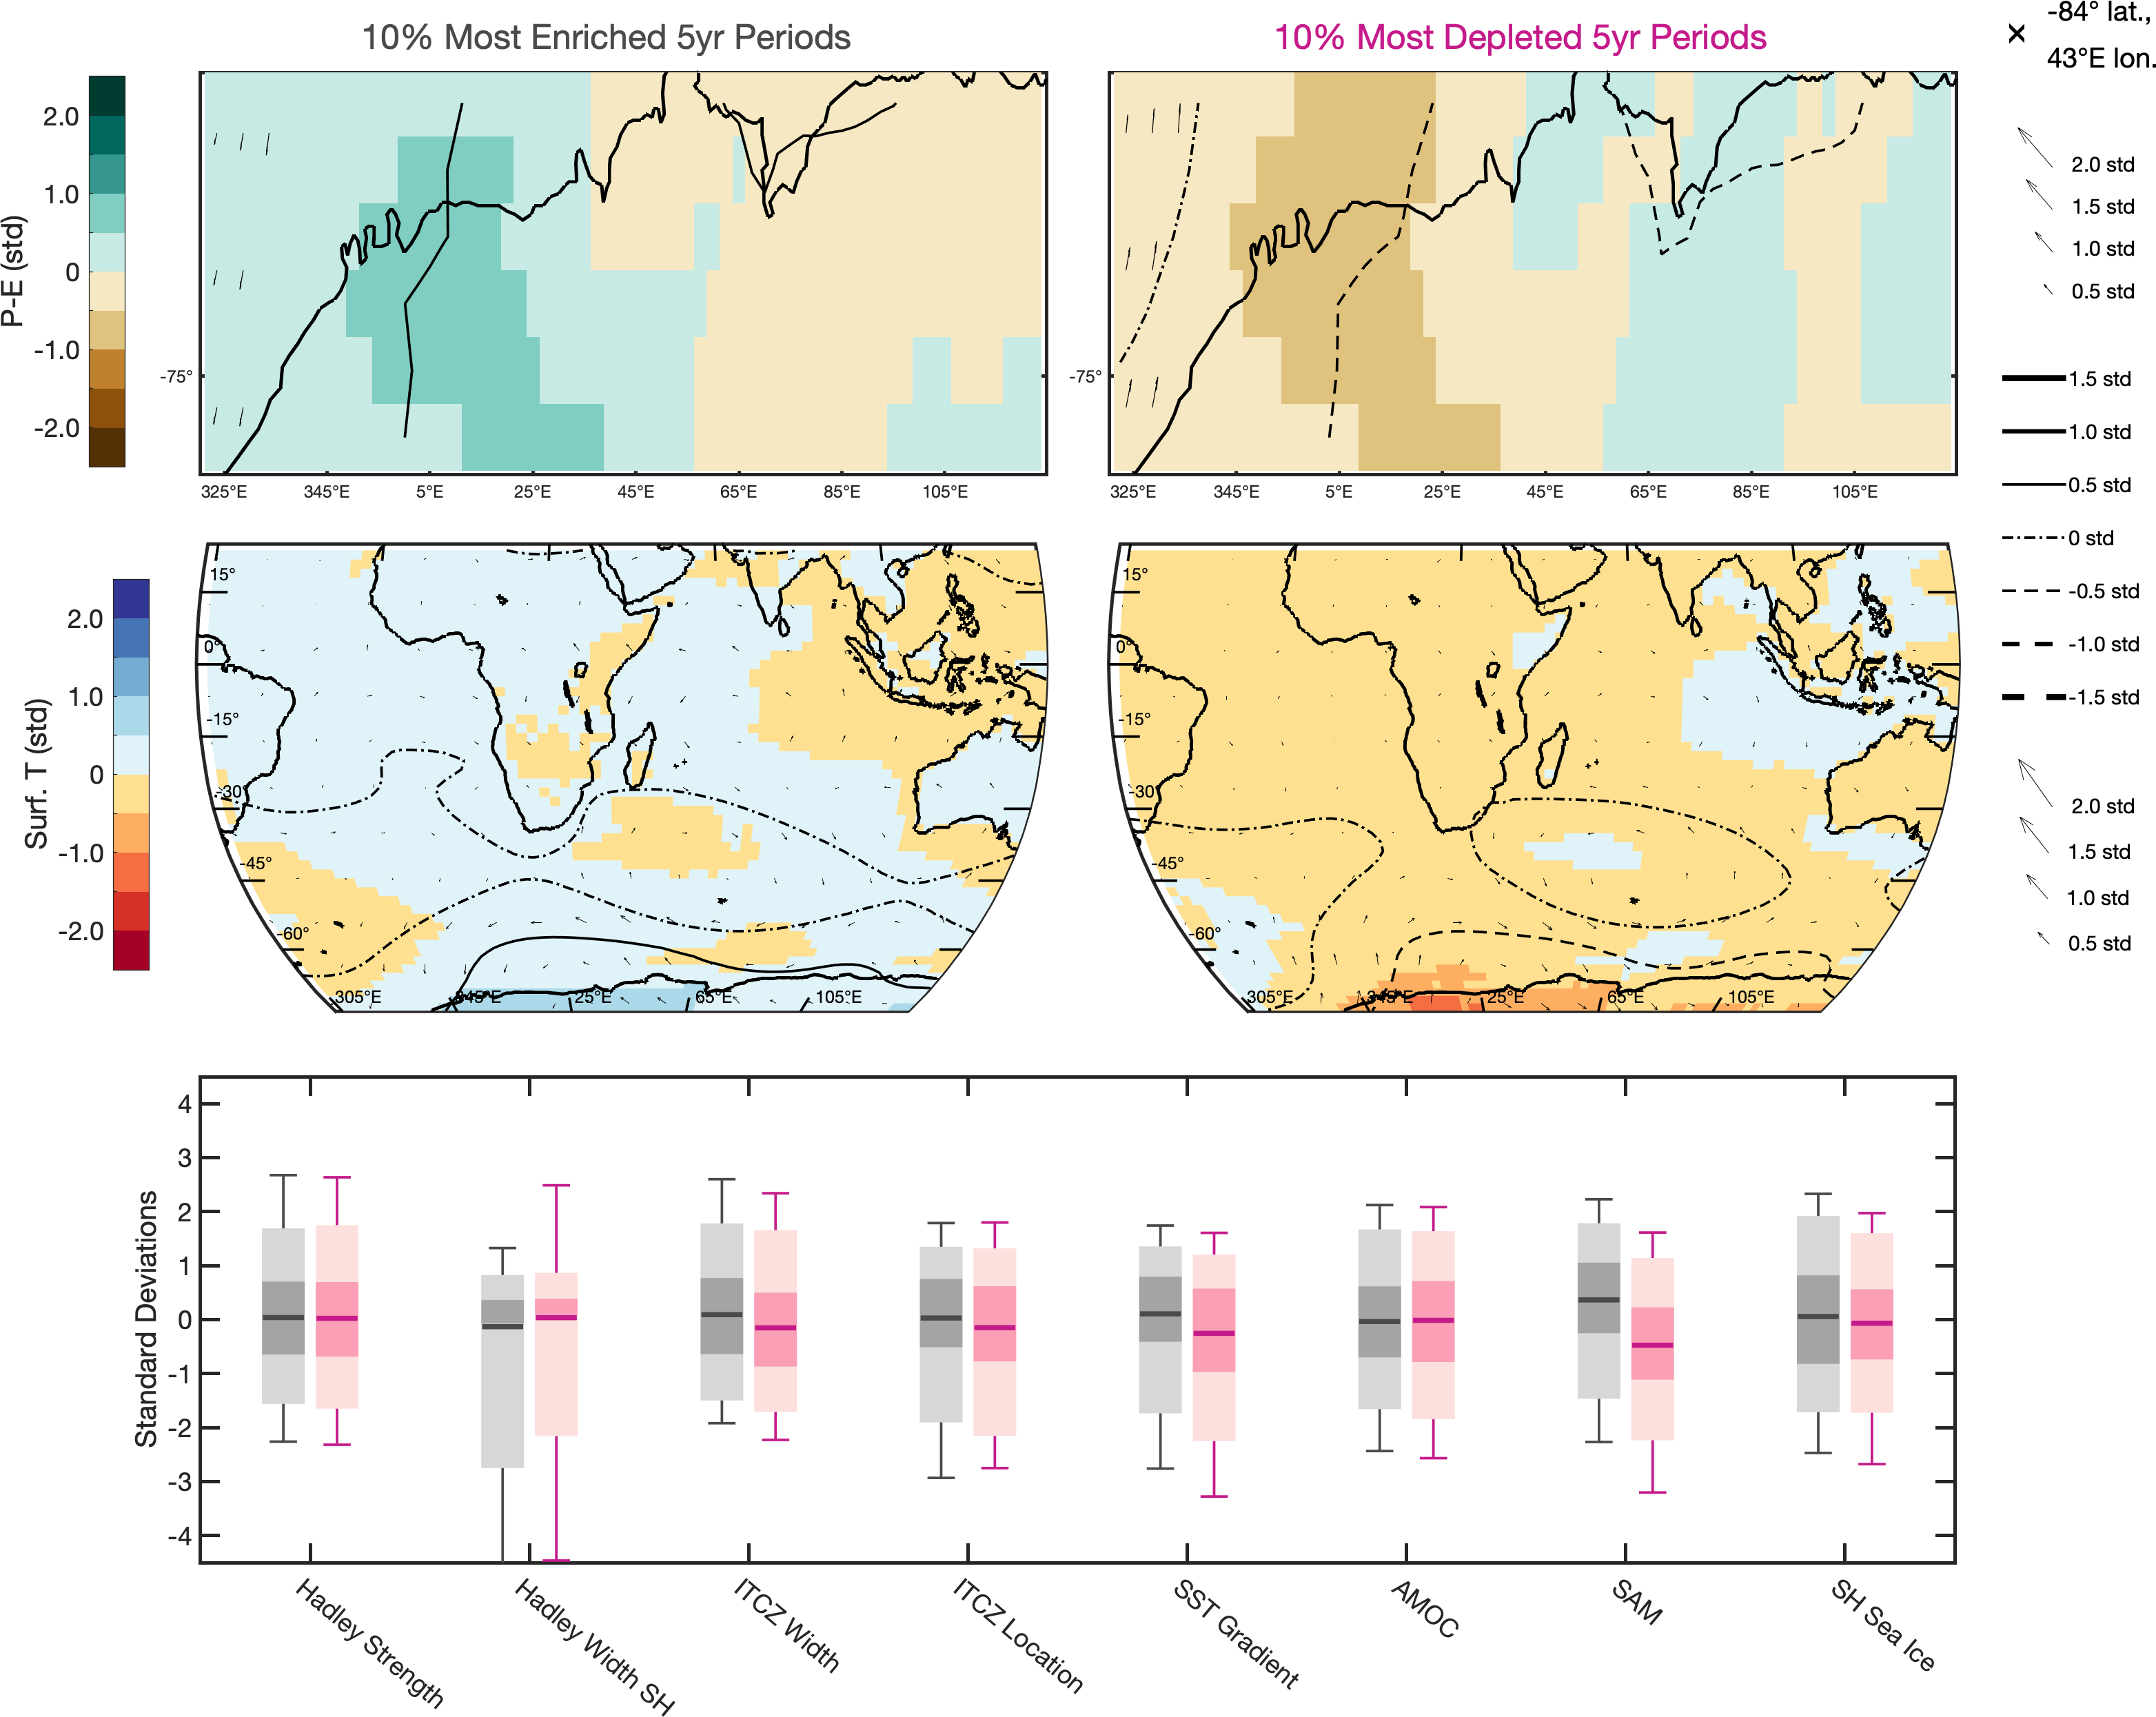 10% Most Enriched 5yr Periods
10% Most Depleted 5yr Periods
× -84° lat.,
43°E lon.
P-E (std)
2.0
1.0
0
-1.0
-2.0
-75°
325°E 345°E 5°E 25°E 45°E 65°E 85°E 105°E
-75°
325°E 345°E 5°E 25°E 45°E 65°E 85°E 105°E
2.0 std
1.5 std
1.0 std
0.5 std
1.5 std
1.0 std
0.5 std
0 std
-0.5 std
-1.0 std
-1.5 std
Surf. T (std)
2.0
1.0
0
-1.0
-2.0
15°
0°
-15°
-30
-45°
-60°
305°E 345°E 25°E 65°E 105°E
15°
0°
-15°
-30
-45°
-60°
305°E 345°E 25°E 65°E 105°E
2.0 std
1.5 std
1.0 std
0.5 std
Standard Deviations
4
3
2
1
0
-1
-2
-3
-4
Hadley Strength
Hadley Width SH
ITCZ Width
ITCZ Location
SST Gradient
AMOC
SAM
SH Sea Ice